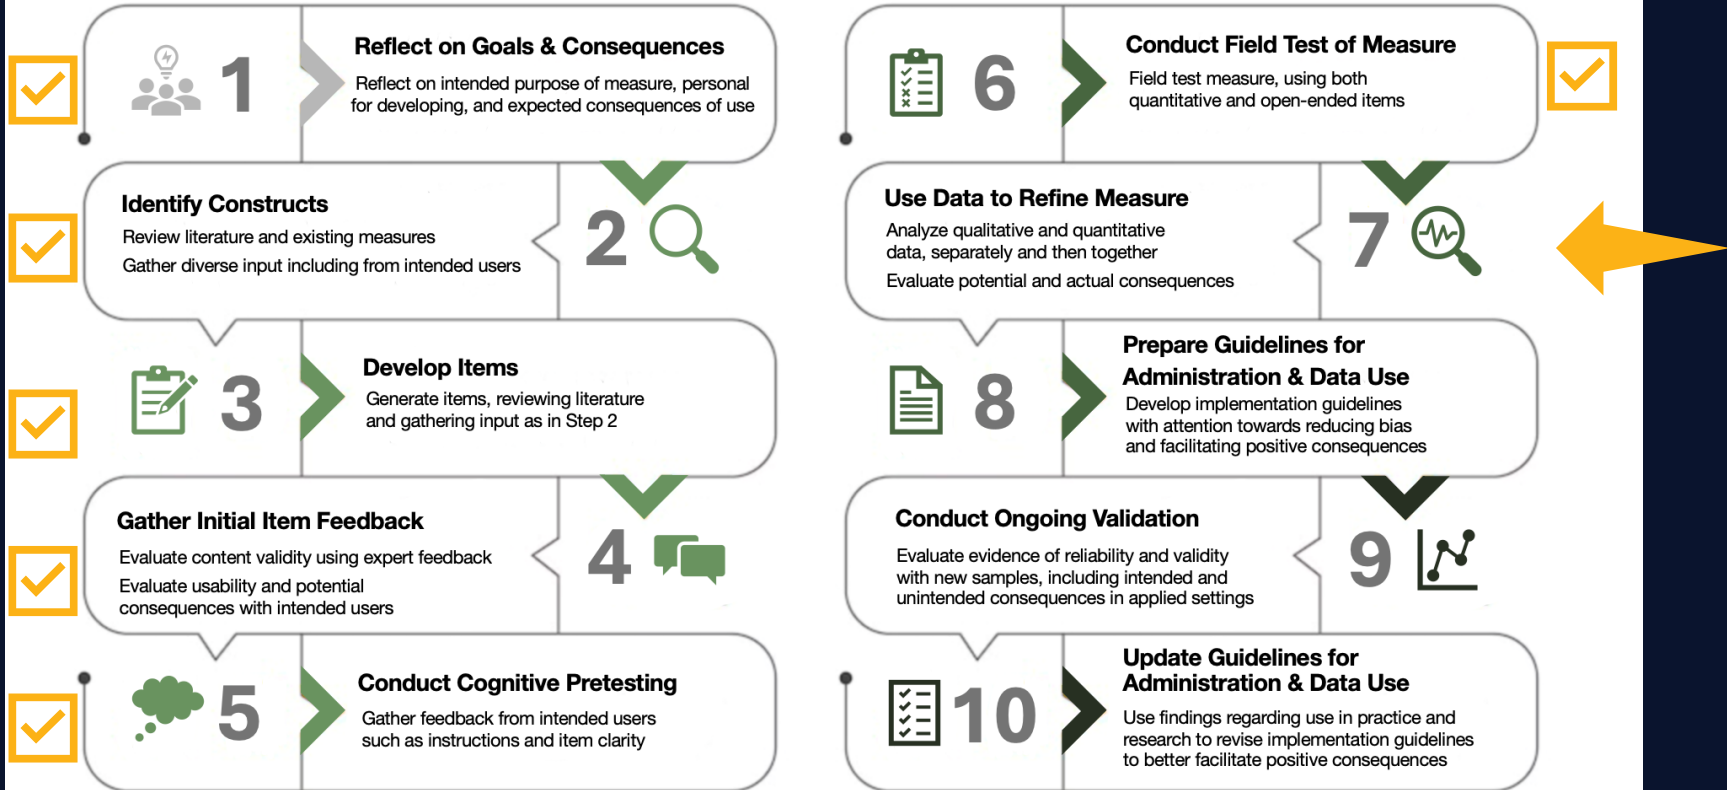 1
Reflect on Goals & Consequences
Reflect on intended purpose of measure, personal
for developing, and expected consequences of use
Identify Constructs
Review literature and existing measures
Gather diverse input including from intended users
2
3
Develop Items
Generate items, reviewing literature
and gathering input as in Step 2
Gather Initial Item Feedback
Evaluate content validity using expert feedback
Evaluate usability and potential
consequences with intended users
4
5
Conduct Cognitive Pretesting
Gather feedback from intended users
such as instructions and item clarity
6
Conduct Field Test of Measure
Field test measure, using both
quantitative and open-ended items
Use Data to Refine Measure
Analyze qualitative and quantitative
data, separately and then together
Evaluate potential and actual consequences
7
8
Prepare Guidelines for
Administration & Data Use
Develop implementation guidelines
with attention towards reducing bias
and facilitating positive consequences
Conduct Ongoing Validation
Evaluate evidence of reliability and validity
with new samples, including intended and
unintended consequences in applied settings
9
10
Update Guidelines for
Administration & Data Use
Use findings regarding use in practice and
research to revise implementation guidelines
to better facilitate positive consequences